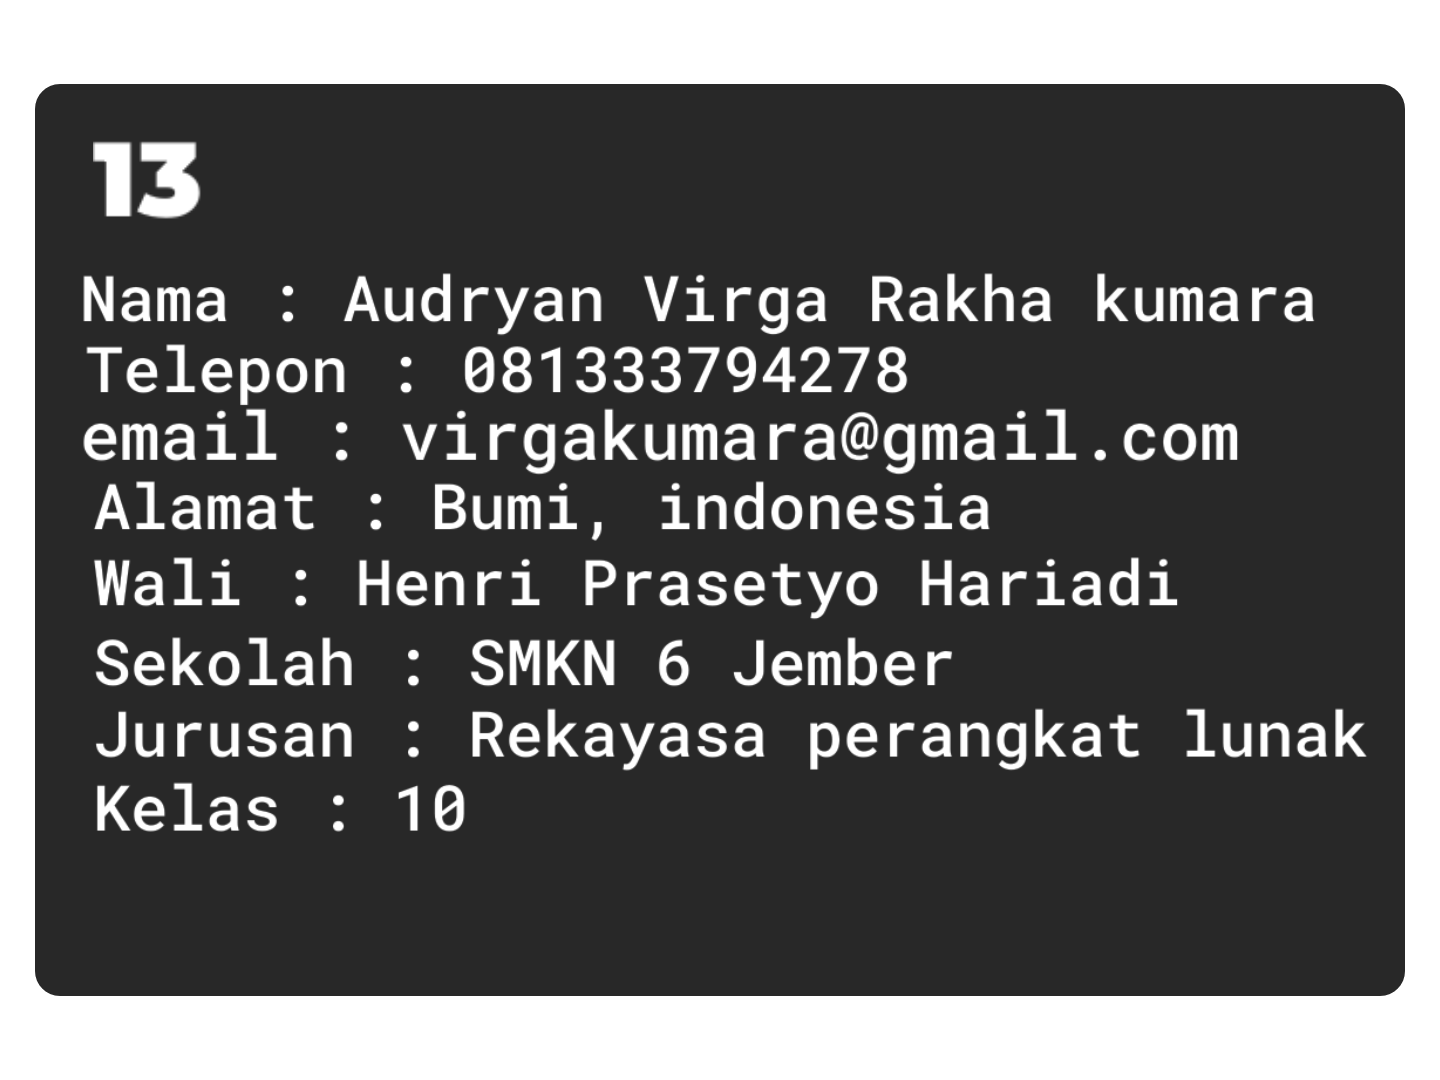 13
Nama : Audryan Virga Rakha kumara
Telepon : 081333794278
email : virgakumara@gmail.com
Alamat : Bumi, indonesia
Wali : Henri Prasetyo Hariadi
Sekolah : SMKN 6 Jember
Jurusan : Rekayasa perangkat lunak
Kelas : 10